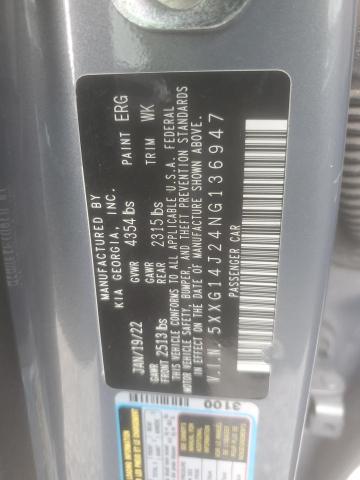 MANUFACTURED BY
KIA GEORGIA, INC. PAINT ERG
JAN/19/22 GVWR 4354 lbs TRIM WK
GAWR 2513 lbs GAWR REAR 2315 lbs
THIS VEHICLE CONFORMS TO ALL APPLICABLE U.S.A. FEDERAL
MOTOR VEHICLE SAFETY, BUMPER, AND THEFT PREVENTION STANDARDS
IN EFFECT ON THE DATE OF MANUFACTURE SHOWN ABOVE.
V.I.N. 5XXG14J24NG136947
PASSENGER CAR
3100